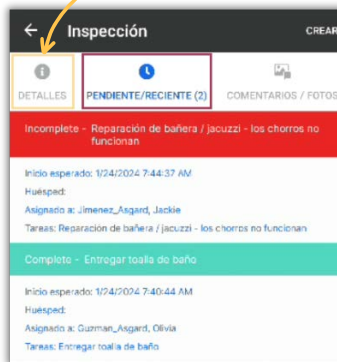 Inspección
CREAR
DETALLES
PENDIENTE/RECIENTE (2)
COMENTARIOS / FOTOS
Incomplete - Reparación de bañera / jacuzzi - los chorros no
funcionan
Inicio esperado: 1/24/2024 7:44:37 AM
Huésped:
Asignado a: Jimenez_Asgard, Jackie
Tareas: Reparación de bañera / jacuzzi - los chorros no funcionan
Complete - Entregar toalla de baño
Inicio esperado: 1/24/2024 7:40:44 AM
Huésped:
Asignado a: Guzman_Asgard, Olivia
Tareas: Entregar toalla de baño